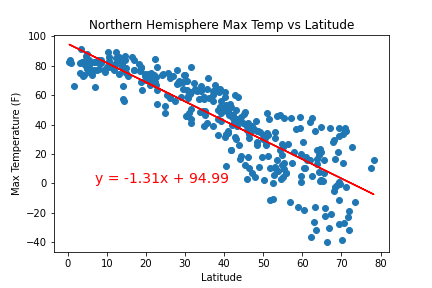 Northern Hemisphere Max Temp vs Latitude
Max Temperature (F)
100
80
60
40
20
0
−20
−40
y = -1.31x + 94.99
0 10 20 30 40 50 60 70 80
Latitude